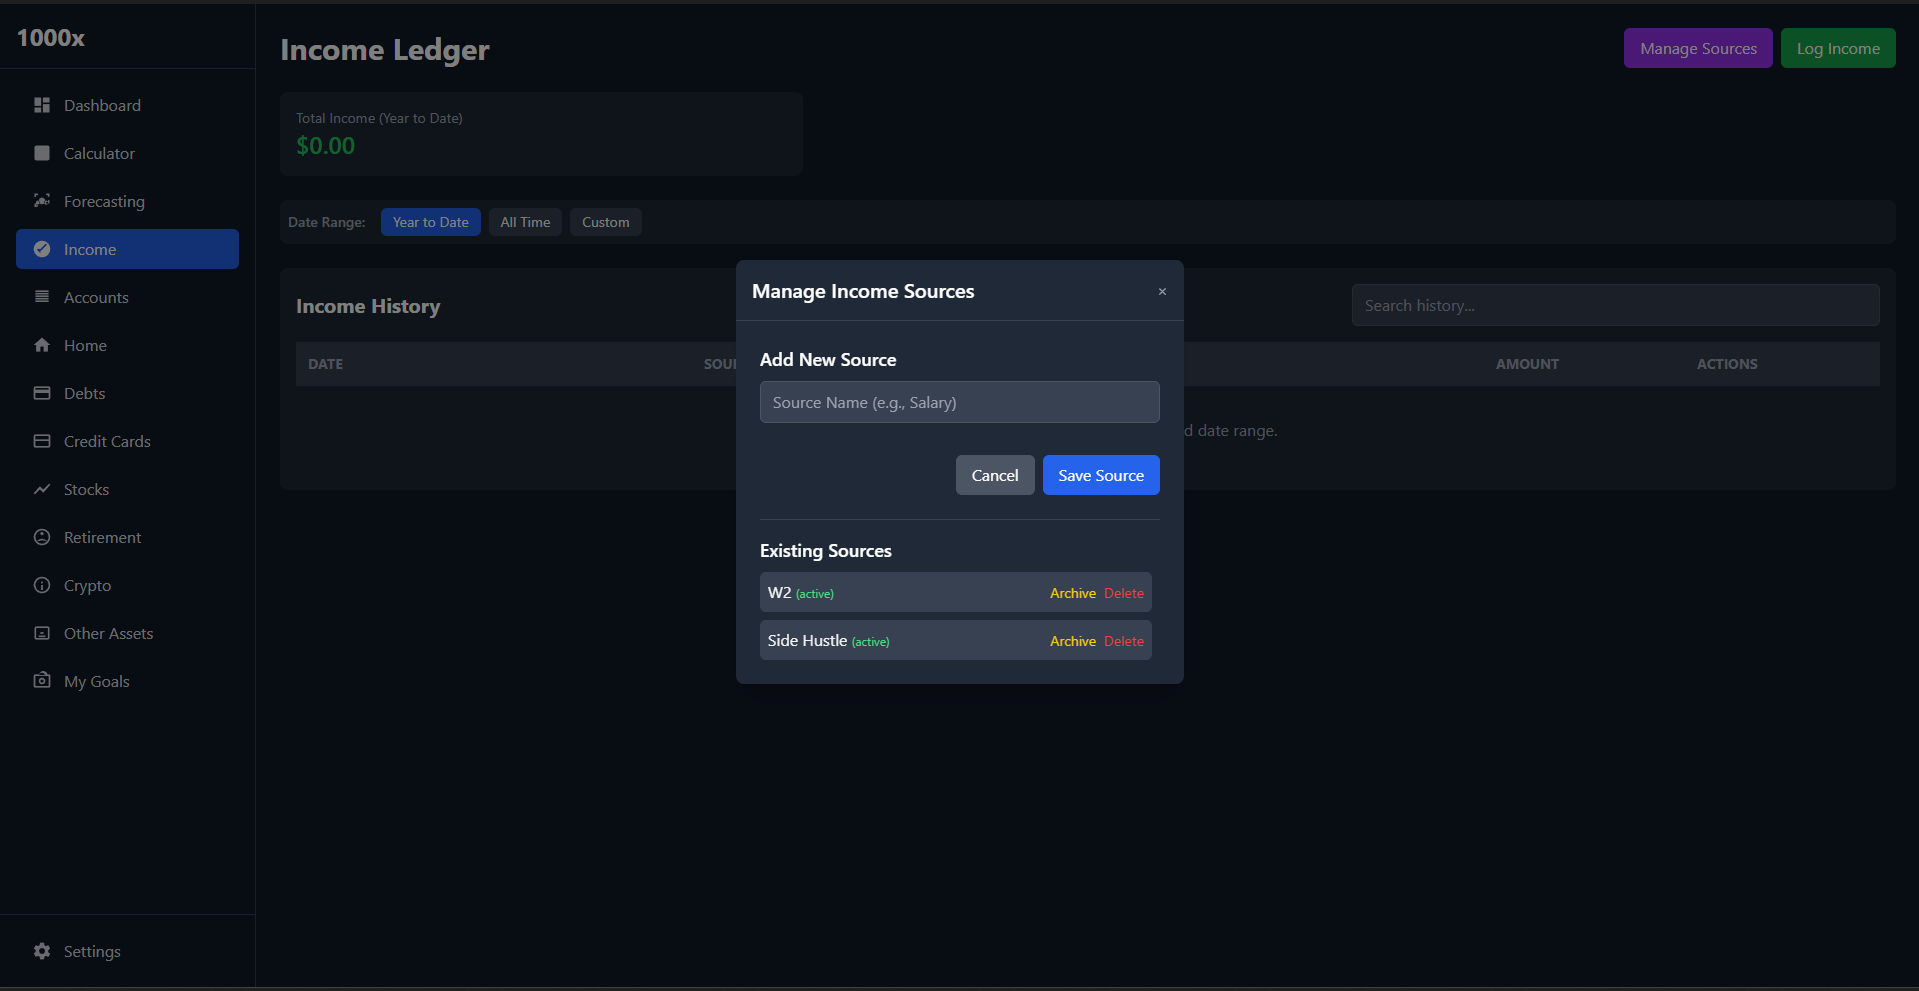 1000x
Dashboard
Calculator
Forecasting
Income
Accounts
Home
Debts
Credit Cards
Stocks
Retirement
Crypto
Other Assets
My Goals
Settings
Income Ledger
Manage Sources
Log Income
Total Income (Year to Date)
$0.00
Date Range:
Year to Date
All Time
Custom
Income History
Search history...
DATE
AMOUNT
ACTIONS
date range.
Manage Income Sources
×
Add New Source
Source Name (e.g., Salary)
Cancel
Save Source
Existing Sources
W2 (active)
Archive Delete
Side Hustle (active)
Archive Delete